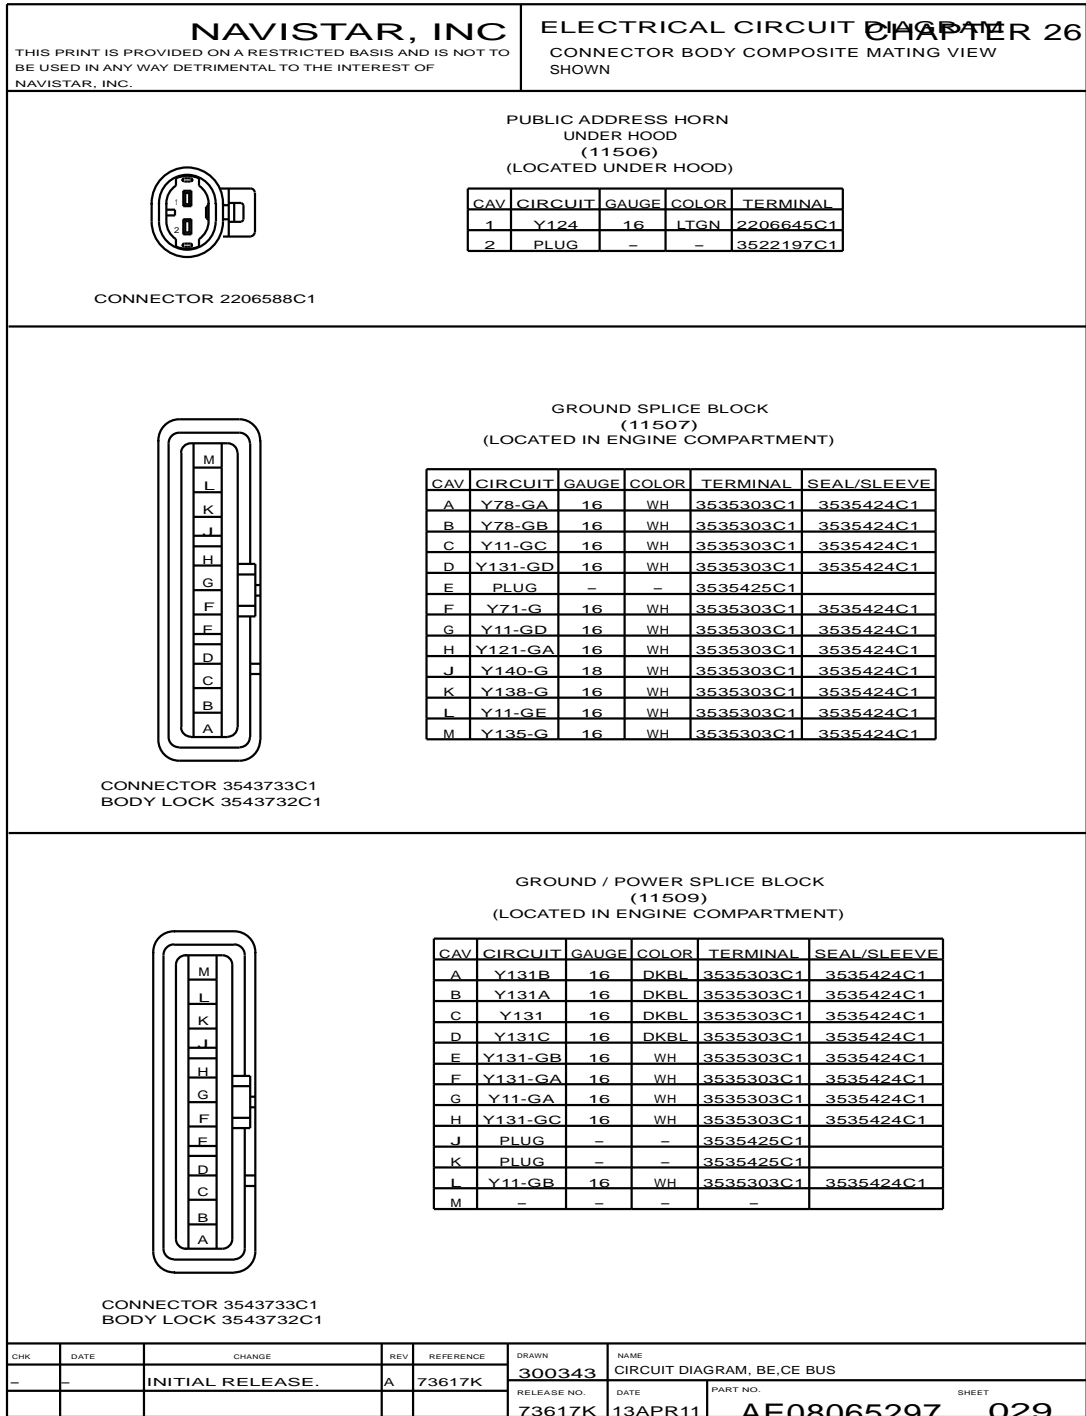 NAVISTAR, INC
THIS PRINT IS PROVIDED ON A RESTRICTED BASIS AND IS NOT TO
BE USED IN ANY WAY DETRIMENTAL TO THE INTEREST OF
NAVISTAR, INC.
ELECTRICAL CIRCUIT DIAGRAM
CHAPTER 26
CONNECTOR BODY COMPOSITE MATING VIEW
SHOWN
PUBLIC ADDRESS HORN
UNDER HOOD
(11506)
(LOCATED UNDER HOOD)
1
2
CONNECTOR 2206588C1
CAV CIRCUIT GAUGE COLOR TERMINAL
1 Y124 16 LTGN 2206645C1
2 PLUG – – 3522197C1
GROUND SPLICE BLOCK
(11507)
(LOCATED IN ENGINE COMPARTMENT)
M
L
K
J
H
G
F
E
D
C
B
A
CONNECTOR 3543733C1
BODY LOCK 3543732C1
CAV CIRCUIT GAUGE COLOR TERMINAL SEAL/SLEEVE
A Y78-GA 16 WH 3535303C1 3535424C1
B Y78-GB 16 WH 3535303C1 3535424C1
C Y11-GC 16 WH 3535303C1 3535424C1
D Y131-GD 16 WH 3535303C1 3535424C1
E PLUG – – 3535425C1
F Y71-G 16 WH 3535303C1 3535424C1
G Y11-GD 16 WH 3535303C1 3535424C1
H Y121-GA 16 WH 3535303C1 3535424C1
J Y140-G 18 WH 3535303C1 3535424C1
K Y138-G 16 WH 3535303C1 3535424C1
L Y11-GE 16 WH 3535303C1 3535424C1
M Y135-G 16 WH 3535303C1 3535424C1
GROUND / POWER SPLICE BLOCK
(11509)
(LOCATED IN ENGINE COMPARTMENT)
M
L
K
J
H
G
F
E
D
C
B
A
CONNECTOR 3543733C1
BODY LOCK 3543732C1
CAV CIRCUIT GAUGE COLOR TERMINAL SEAL/SLEEVE
A Y131B 16 DKBL 3535303C1 3535424C1
B Y131A 16 DKBL 3535303C1 3535424C1
C Y131 16 DKBL 3535303C1 3535424C1
D Y131C 16 DKBL 3535303C1 3535424C1
E Y131-GB 16 WH 3535303C1 3535424C1
F Y131-GA 16 WH 3535303C1 3535424C1
G Y11-GA 16 WH 3535303C1 3535424C1
H Y131-GC 16 WH 3535303C1 3535424C1
J PLUG – – 3535425C1
K PLUG – – 3535425C1
L Y11-GB 16 WH 3535303C1 3535424C1
M – – – –
CHK DATE CHANGE REV REFERENCE
– – INITIAL RELEASE. A 73617K
DRAWN
300343
NAME
CIRCUIT DIAGRAM, BE,CE BUS
RELEASE NO.
73617K
DATE
13APR11
PART NO.
AE08065297
SHEET
029